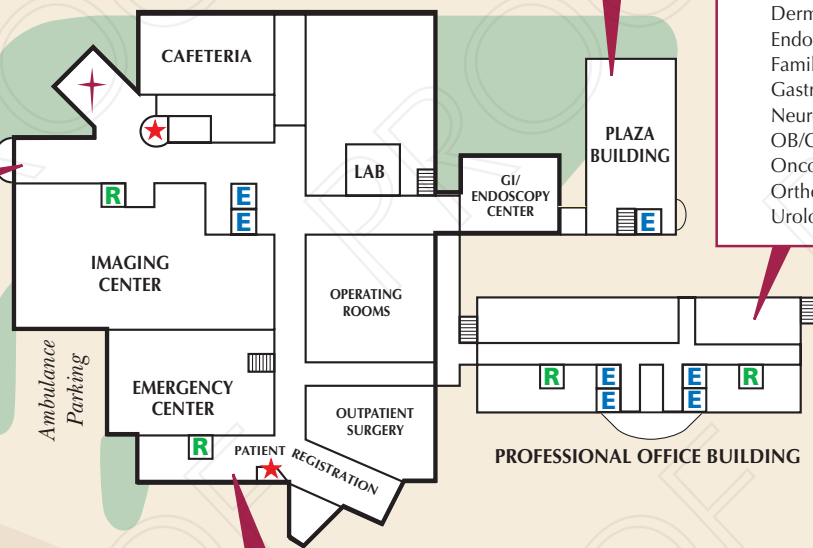 CAFETERIA
LAB
GI/
ENDOSCOPY
CENTER
PLAZA
BUILDING
R
E
E
E
IMAGING
CENTER
OPERATING
ROOMS
Ambulance
Parking
EMERGENCY
CENTER
OUTPATIENT
SURGERY
R
PATIENT REGISTRATION
R
E
E
E
E
R
PROFESSIONAL OFFICE BUILDING